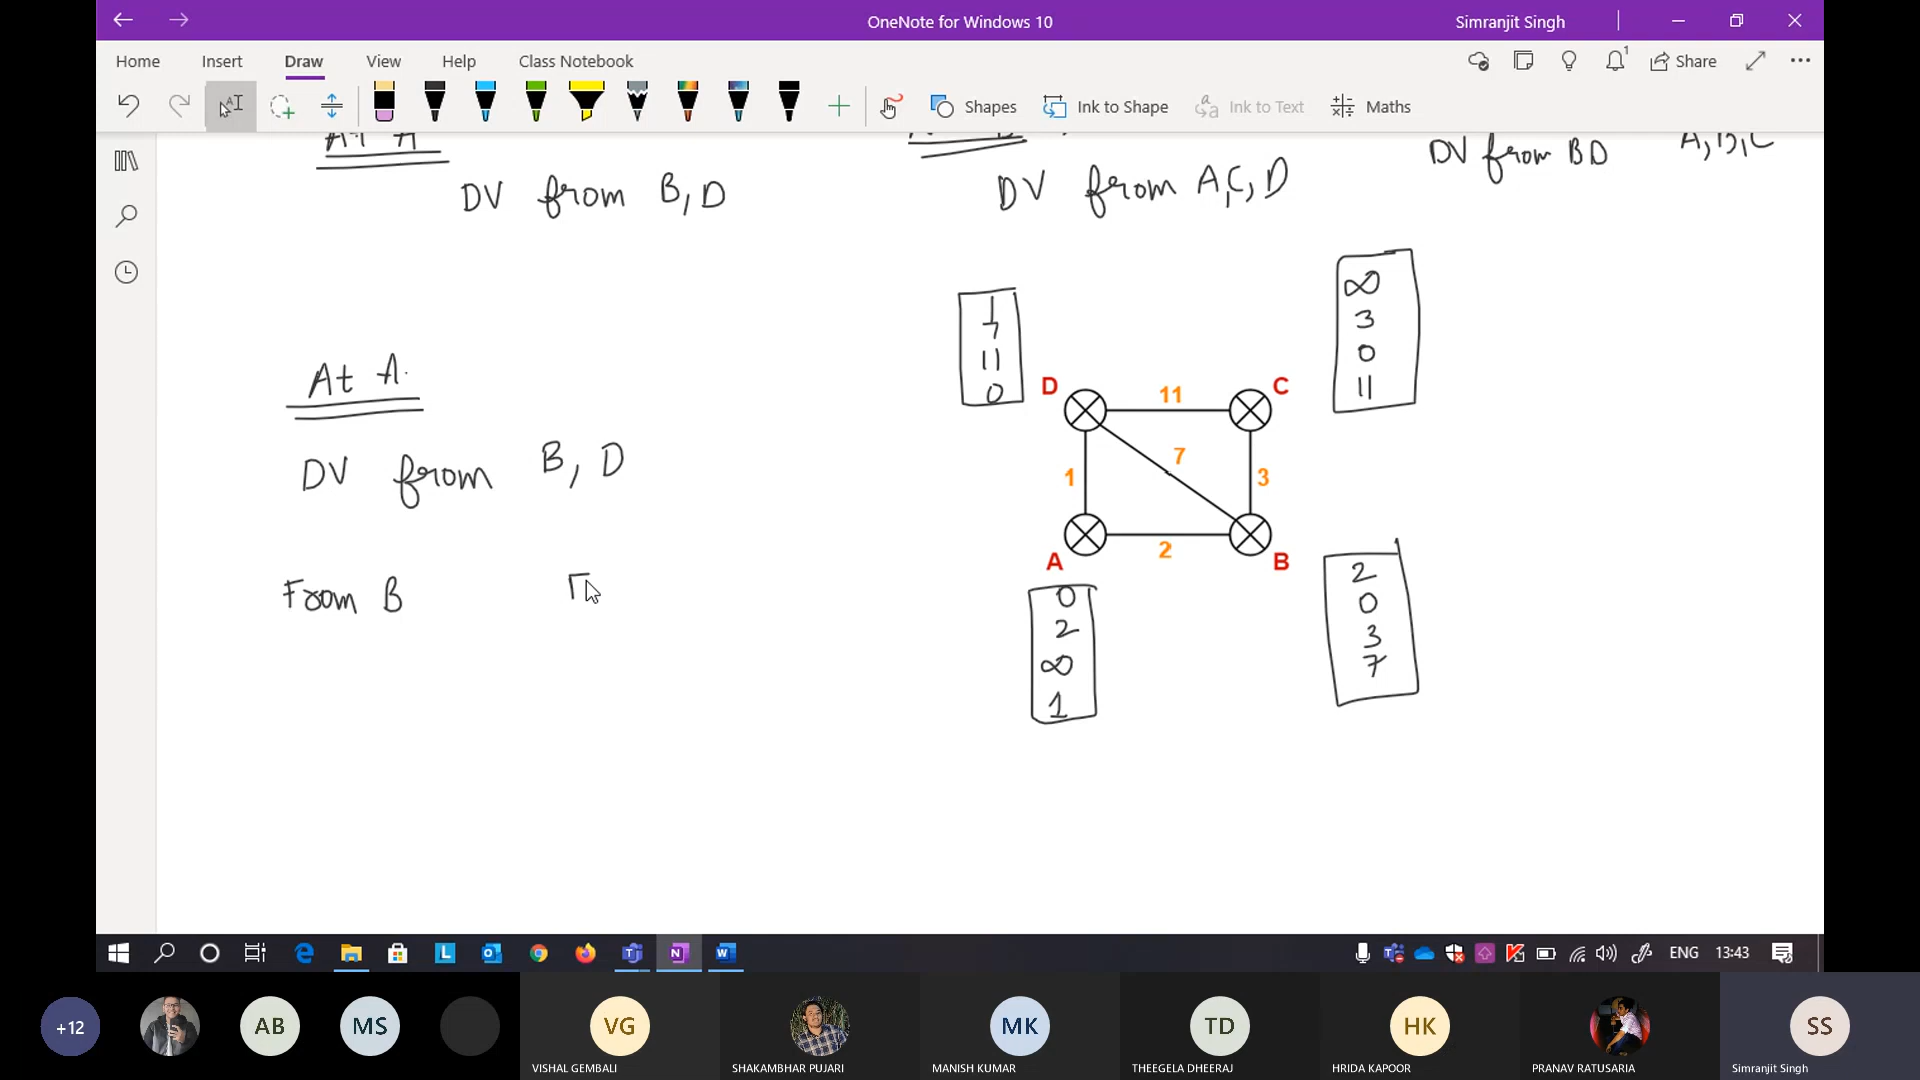 OneNote for Windows 10
Simranjit Singh
Home Insert Draw View Help Class Notebook
1
Share
Shapes Ink to Shape Ink to Text Maths
At A
DV from B, D
DV from A, C, D
DV from B D
A, B, C
At A.
DV from B, D
From B
1
7
11
0
∞
3
0
11
D 11 C
7
1 3
A 2 B
0
2
∞
1
2
0
3
7
ENG 13:43
+12 AB MS VG MK TD HK SS
VISHAL GEMBALI SHAKAMBHAR PUJARI MANISH KUMAR THEEGELA DHEERAJ HRIDA KAPOOR PRANAV RATUSARIA Simranjit Singh